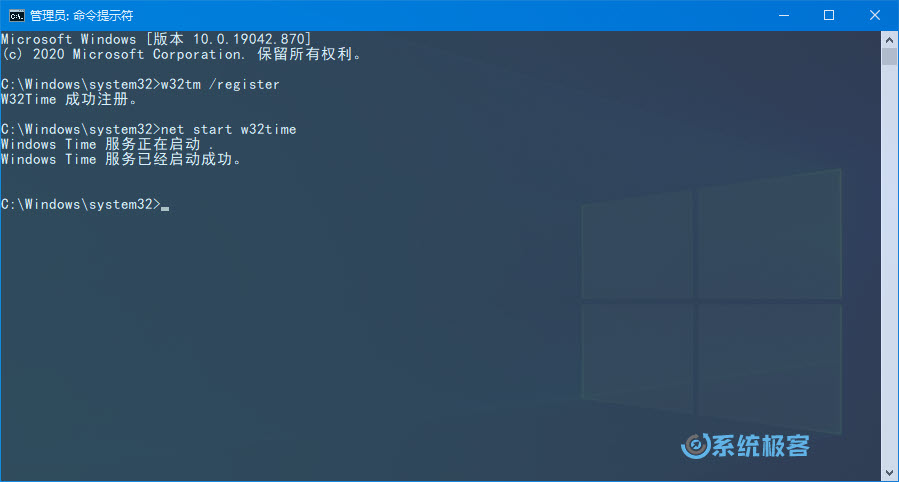 管理员: 命令提示符
Microsoft Windows [版本 10.0.19042.870]
(c) 2020 Microsoft Corporation. 保留所有权利。
C:\Windows\system32>w32tm /register
W32Time 成功注册。
C:\Windows\system32>net start w32time
Windows Time 服务正在启动 .
Windows Time 服务已经启动成功。
C:\Windows\system32>
系统极客